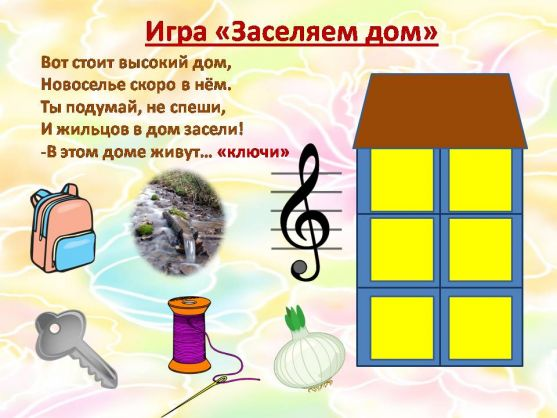 Игра «Заселяем дом»
Вот стоит высокий дом,
Новоселье скоро в нём.
Ты подумай, не спеши,
И жильцов в дом засели!
-В этом доме живут... «ключи»